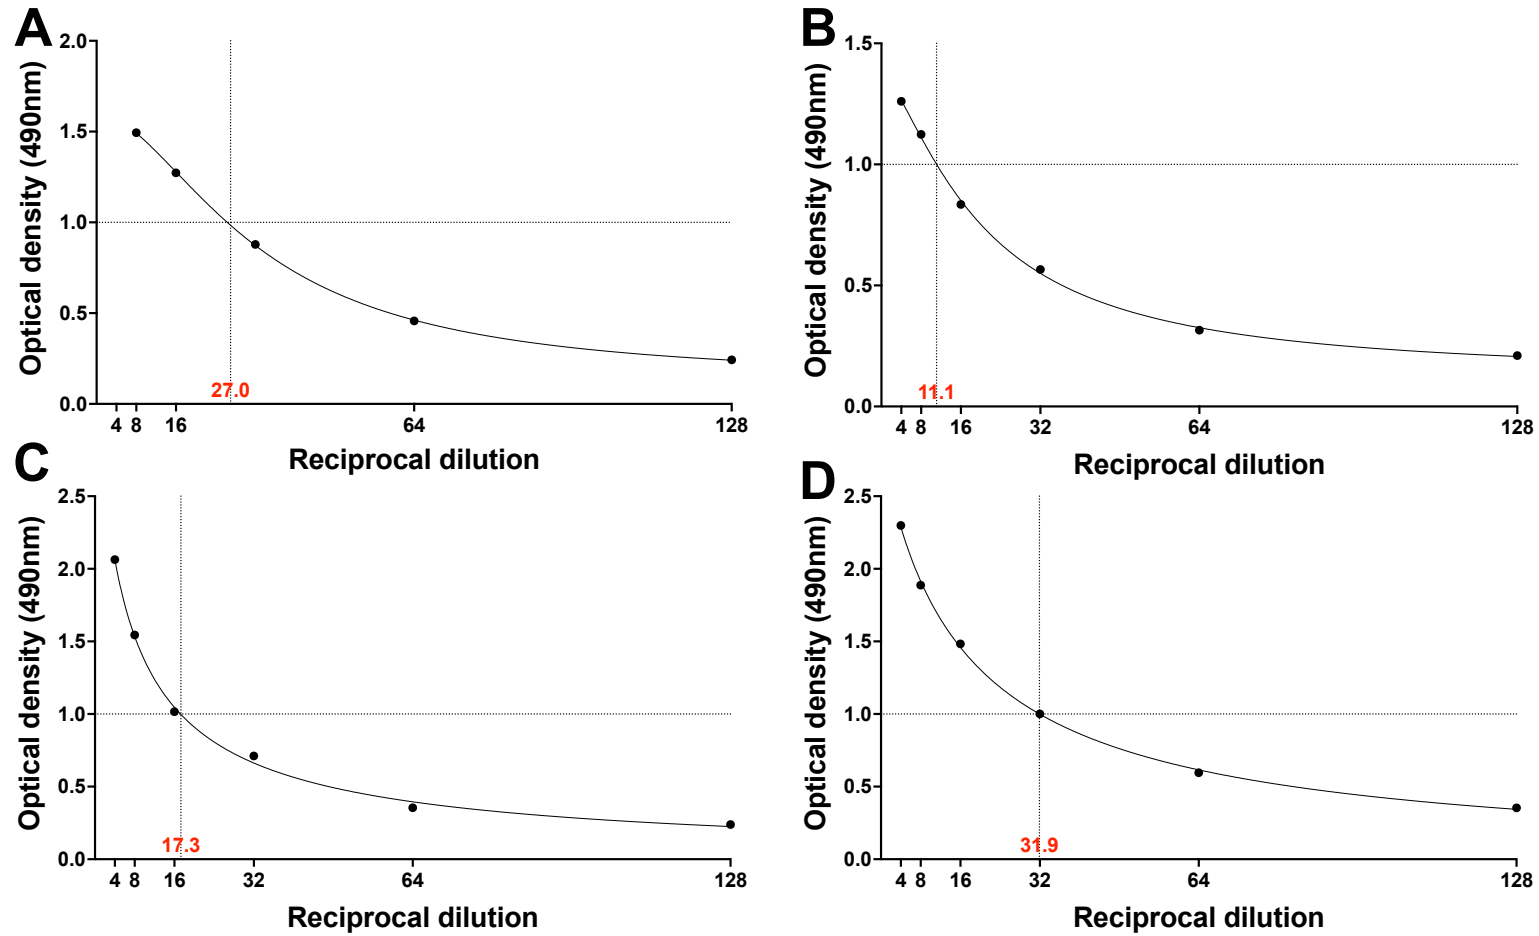 A
Optical density (490nm)
2.0
1.5
1.0
0.5
0.0
27.0
4 8 16 64 128
Reciprocal dilution
B
Optical density (490nm)
1.5
1.0
0.5
0.0
11.1
4 8 16 32 64 128
Reciprocal dilution
C
Optical density (490nm)
2.5
2.0
1.5
1.0
0.5
0.0
17.3
4 8 16 32 64 128
Reciprocal dilution
D
Optical density (490nm)
2.5
2.0
1.5
1.0
0.5
0.0
31.9
4 8 16 32 64 128
Reciprocal dilution